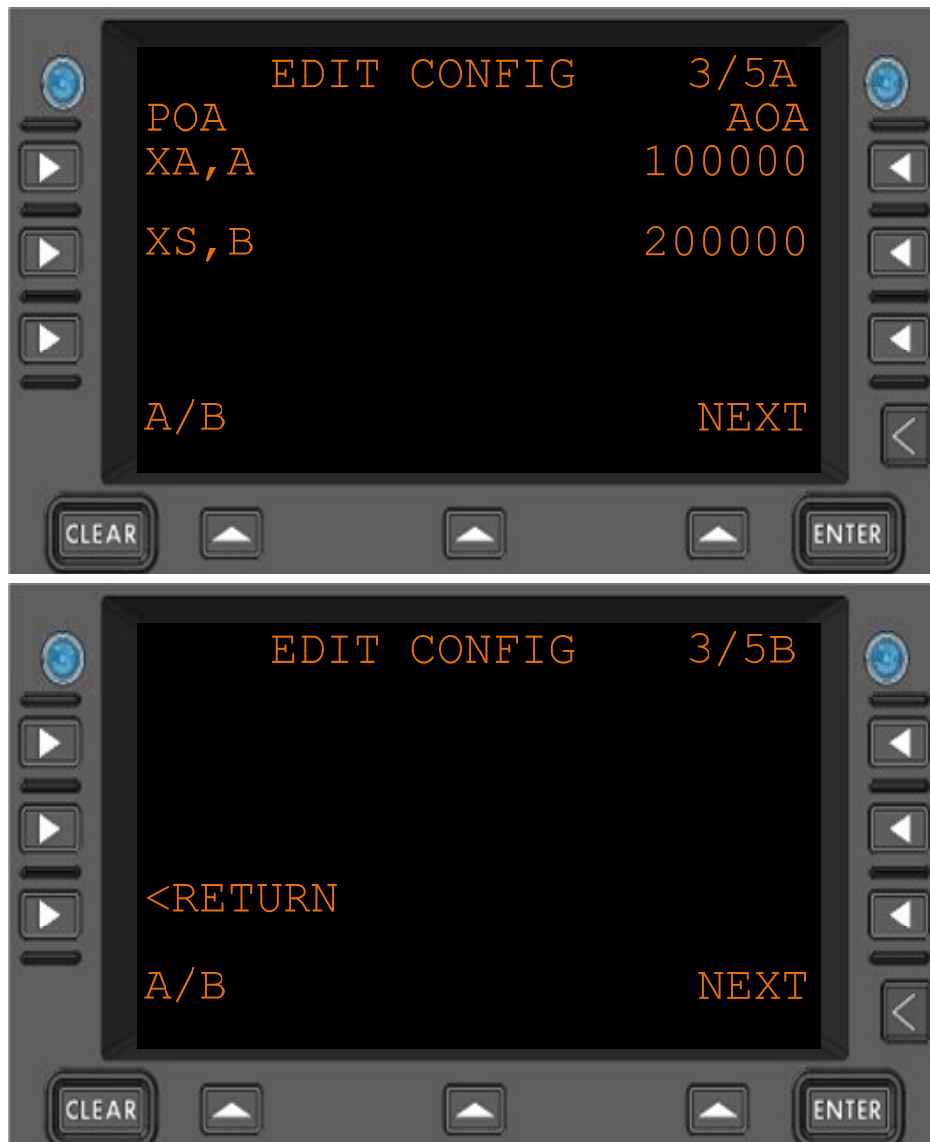 EDIT CONFIG 3/5A
POA AOA
XA,A 100000
XS,B 200000
A/B NEXT
CLEAR ENTER
EDIT CONFIG 3/5B
<RETURN
A/B NEXT
CLEAR ENTER